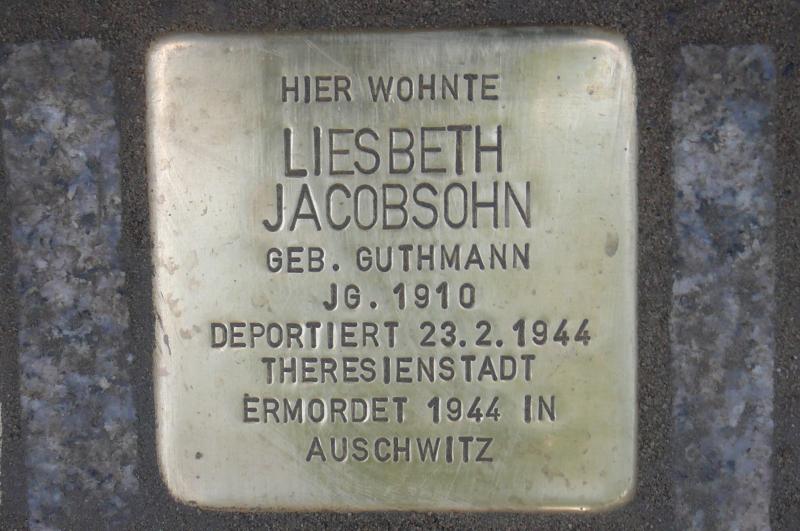 HIER WOHNTE
LIESBETH
JACOBSOHN
GEB. GUTHMANN
JG. 1910
DEPORTIERT 23.2.1944
THERESIENSTADT
ERMORDET 1944 IN
AUSCHWITZ